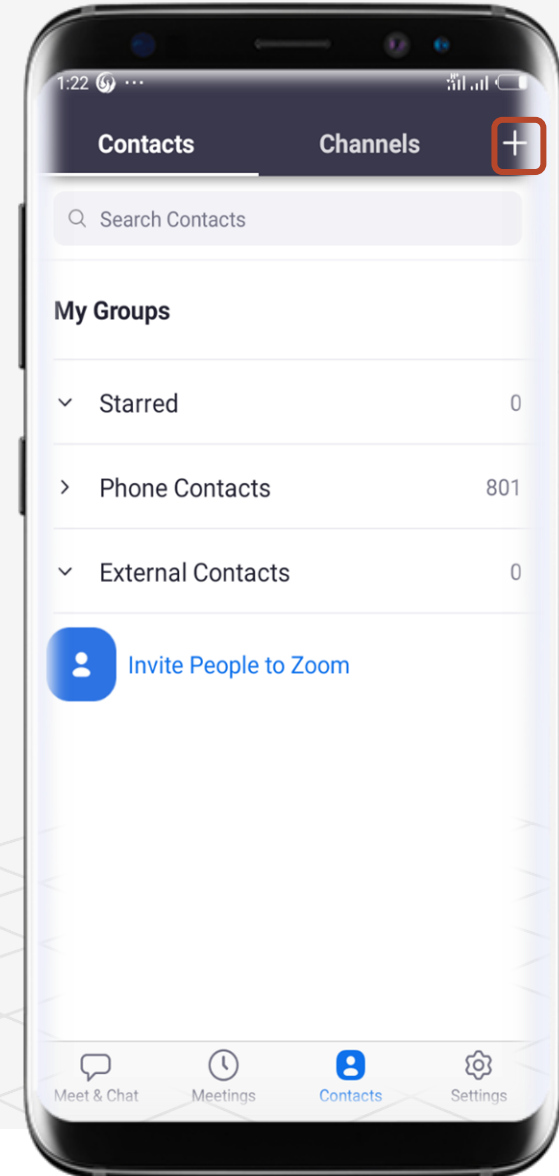 1:22 ...
Contacts
Channels
+
Search Contacts
My Groups
Starred
0
Phone Contacts
801
External Contacts
0
Invite People to Zoom
Meet & Chat
Meetings
Contacts
Settings